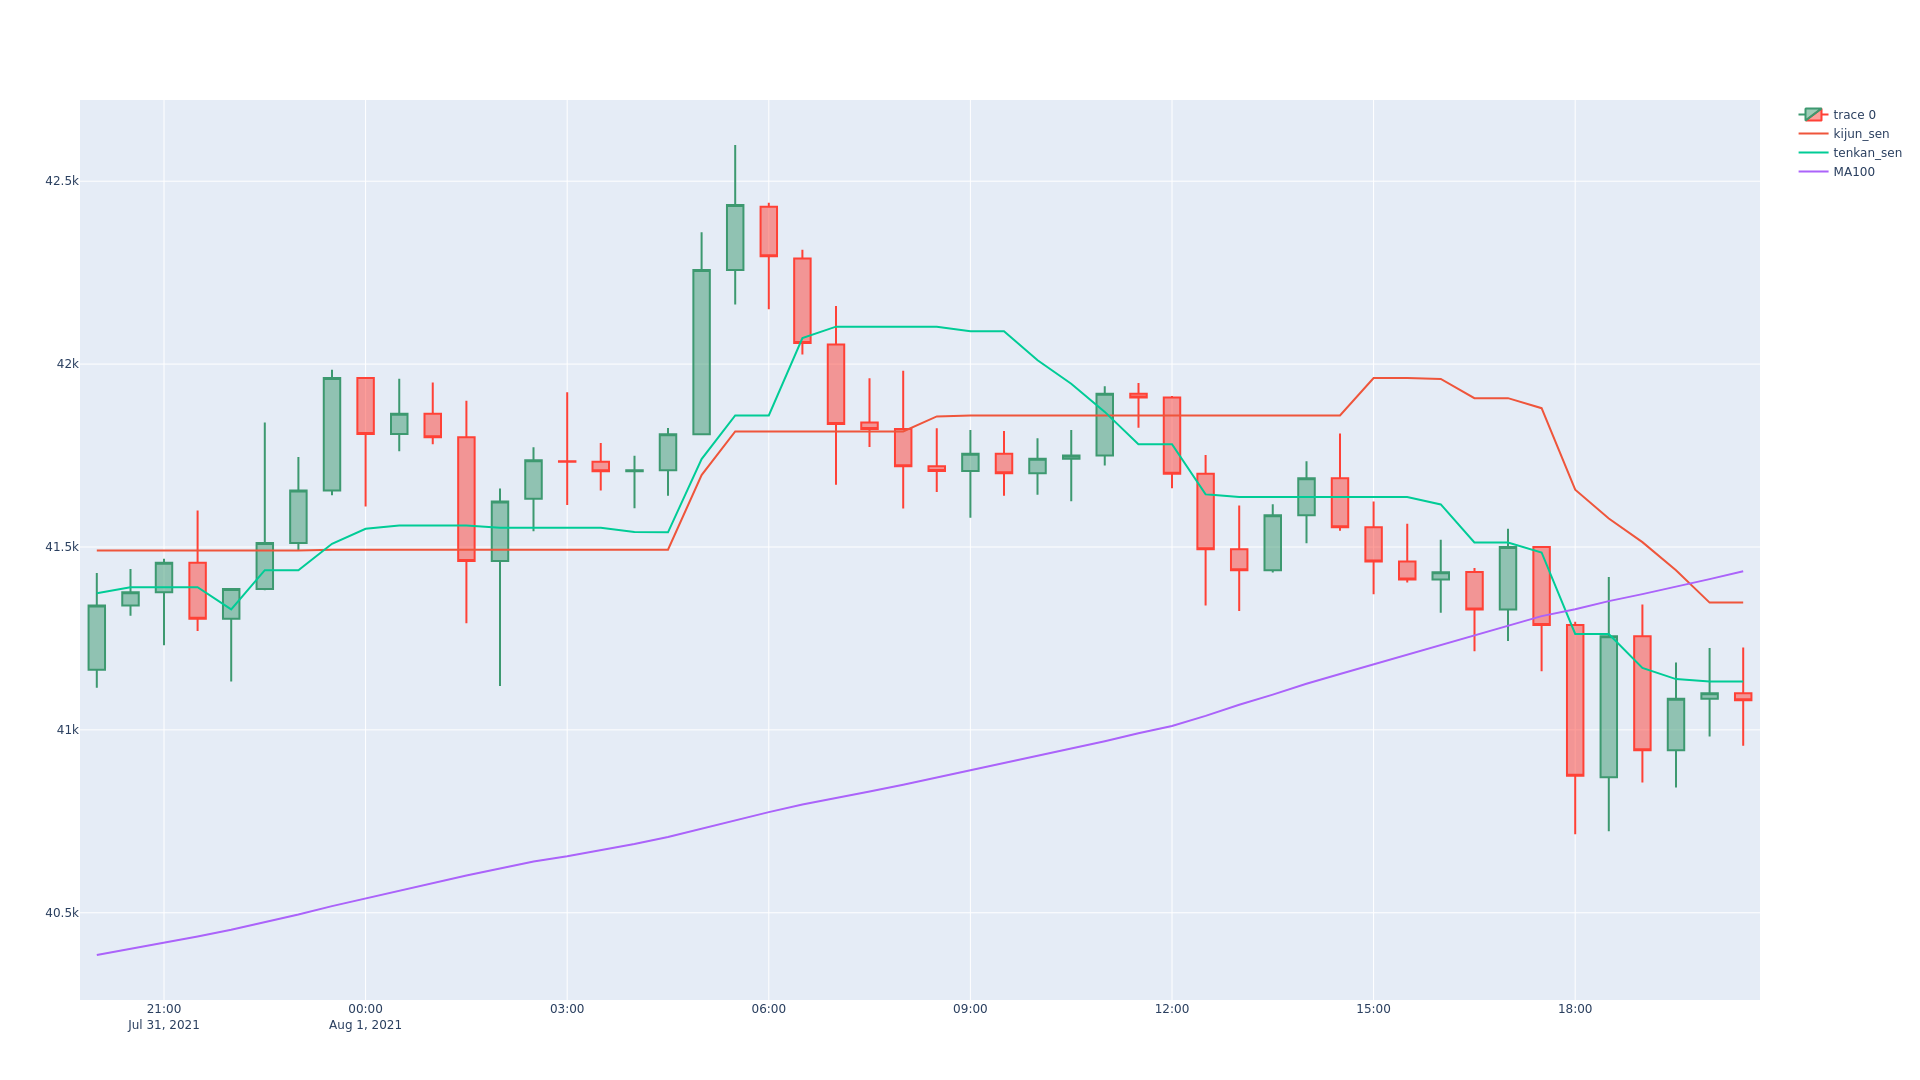 trace 0
kijun_sen
tenkan_sen
MA100
42.5k
42k
41.5k
41k
40.5k
21:00
Jul 31, 2021
00:00
Aug 1, 2021
03:00
06:00
09:00
12:00
15:00
18:00